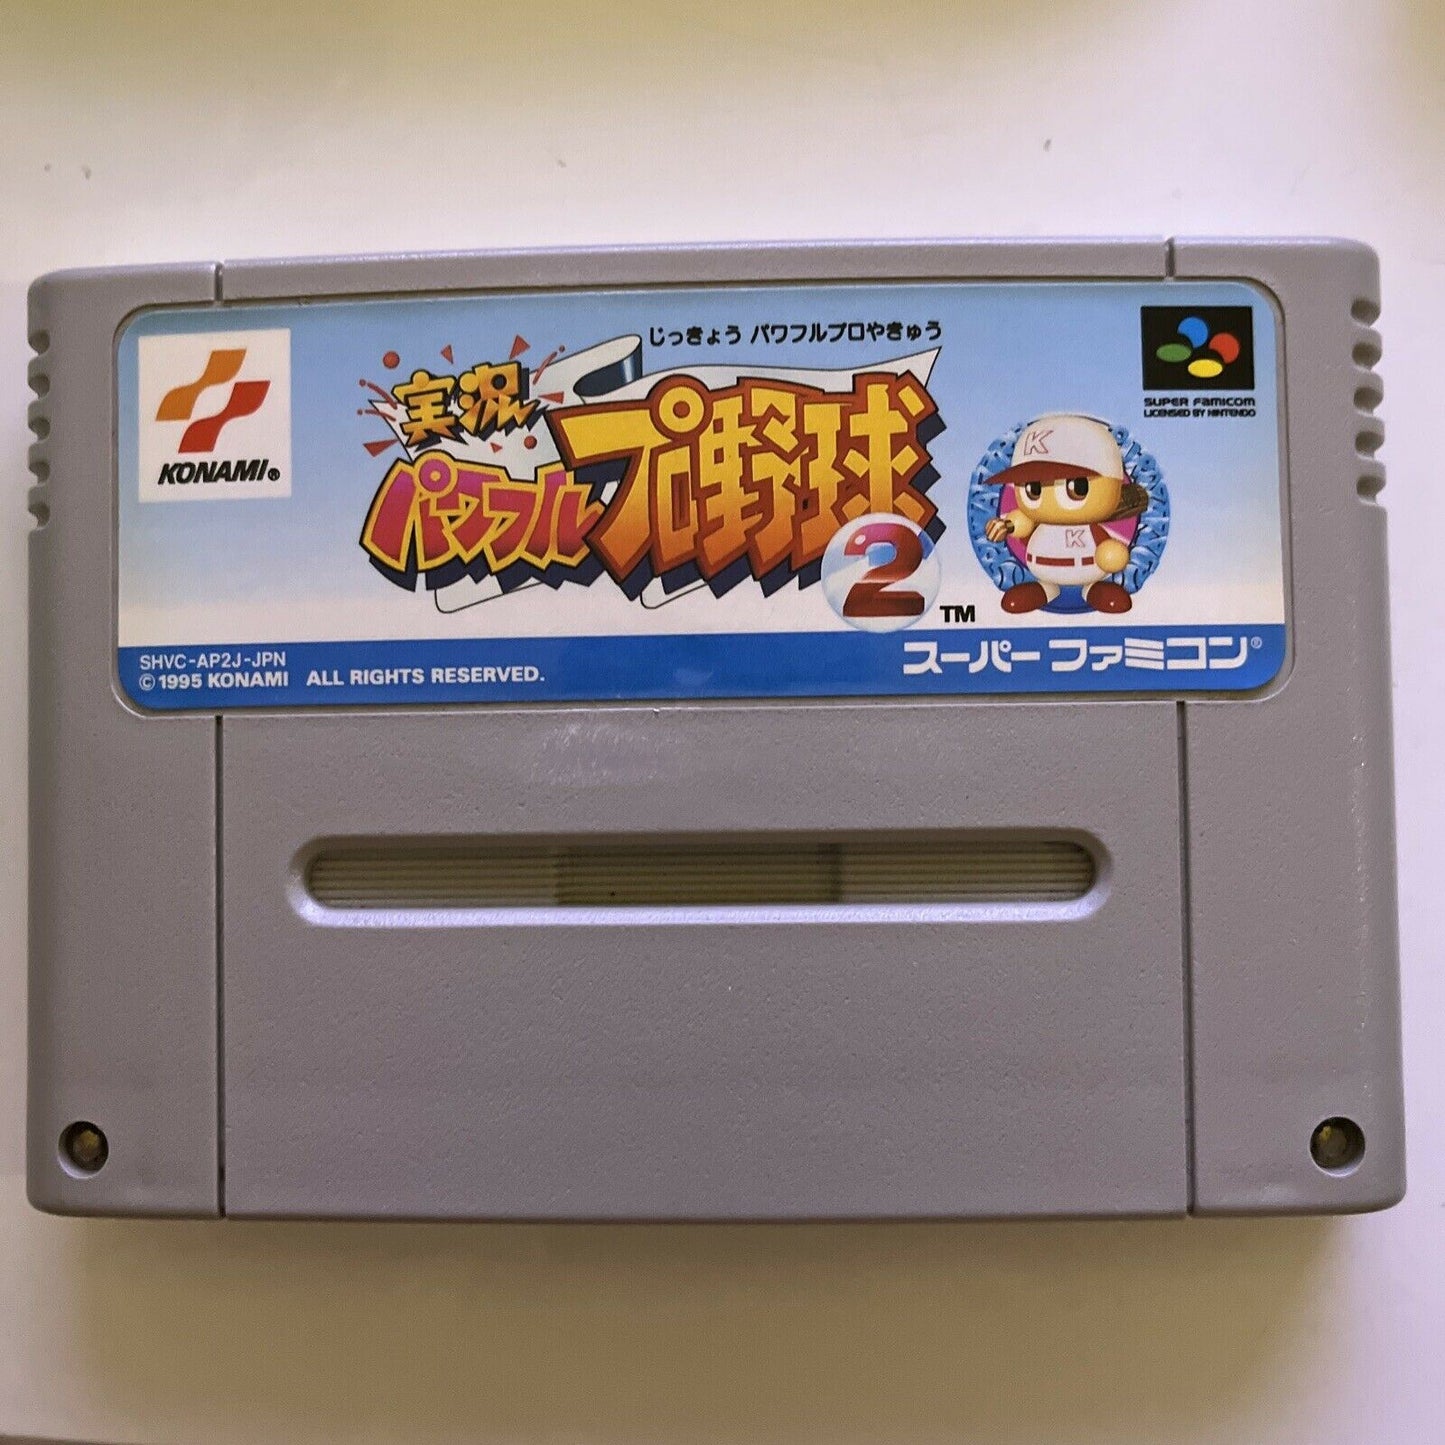 じっきょう パワフルプロやきゅう
実況
パワフル
プロ野球
2
TM
KONAMI®
SUPER FAMICOM
LICENSED BY NINTENDO
K
K
SHVC-AP2J-JPN
© 1995 KONAMI ALL RIGHTS RESERVED.
スーパーファミコン®